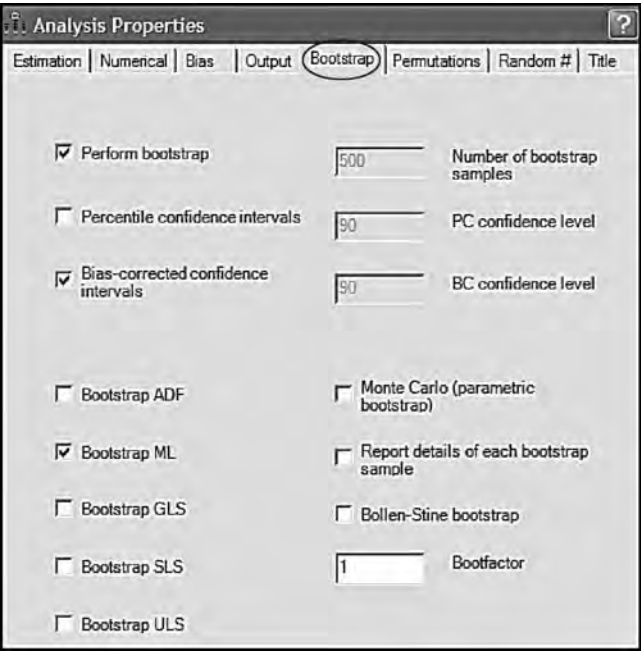 Analysis Properties
?
Estimation Numerical Bias Output Bootstrap Permutations Random # Title
Perform bootstrap
500
Number of bootstrap
samples
Percentile confidence intervals
90
PC confidence level
Bias-corrected confidence
intervals
90
BC confidence level
Bootstrap ADF
Monte Carlo (parametric
bootstrap)
Bootstrap ML
Report details of each bootstrap
sample
Bootstrap GLS
Bollen-Stine bootstrap
Bootstrap SLS
1
Bootfactor
Bootstrap ULS